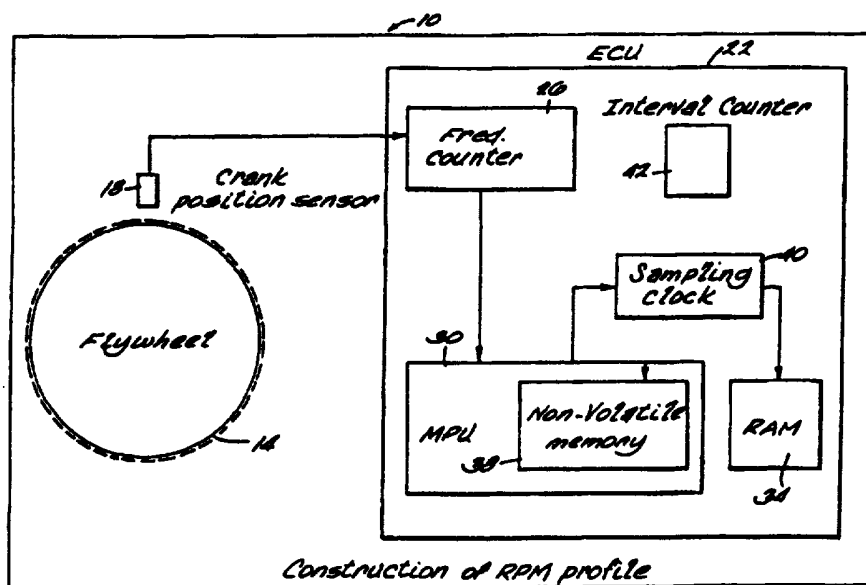 10
ECU
22
26
Freq.
counter
Interval Counter
42
18
Crank
position sensor
Sampling
clock
40
Flywheel
14
30
MPU
Non-Volatile
memory
38
RAM
34
Construction of RPM profile